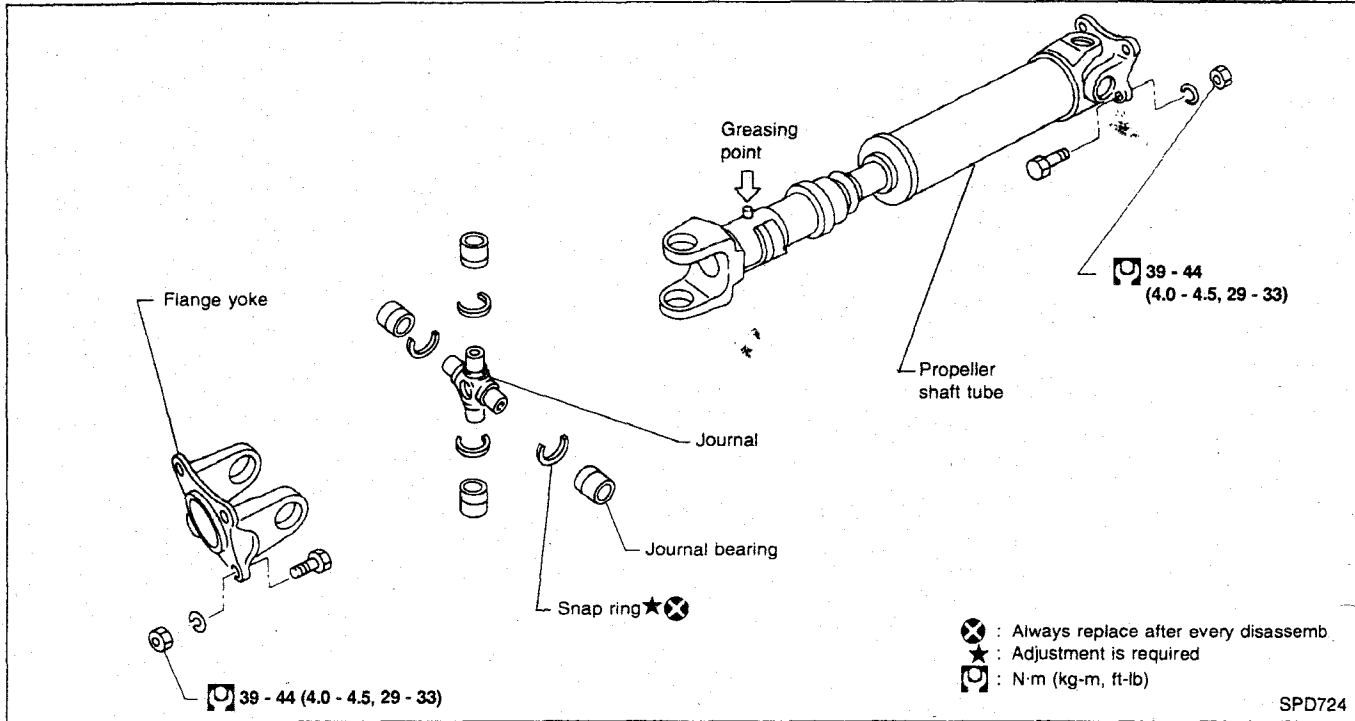 Greasing
point
39 - 44
(4.0 - 4.5, 29 - 33)
Flange yoke
Propeller
shaft tube
Journal
Journal bearing
Snap ring★
: Always replace after every disassemb
★ : Adjustment is required
: N·m (kg-m, ft-lb)
39 - 44 (4.0 - 4.5, 29 - 33)
SPD724